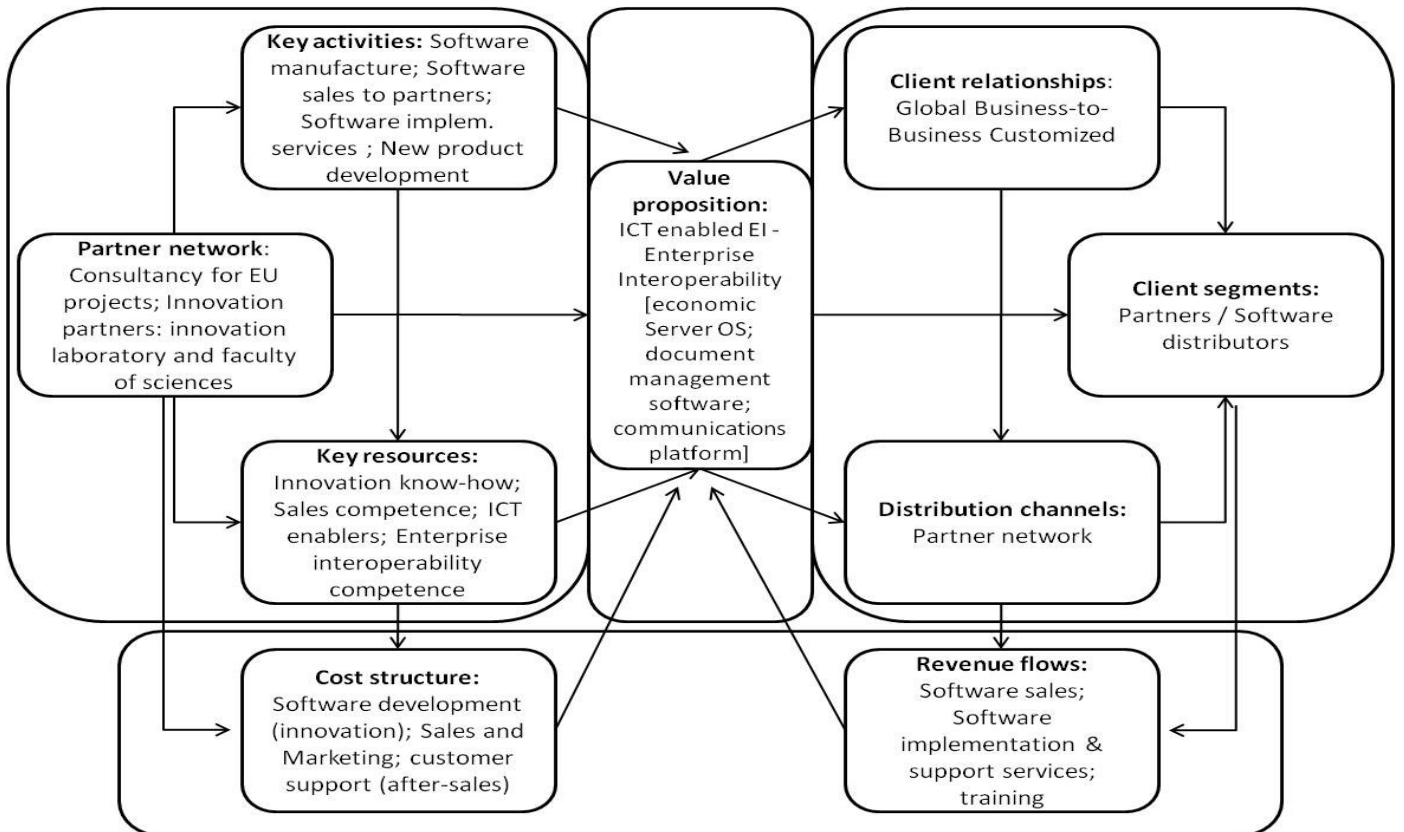 Key activities: Software
manufacture; Software
sales to partners;
Software implem.
services ; New product
development
Partner network:
Consultancy for EU
projects; Innovation
partners: innovation
laboratory and faculty
of sciences
Key resources:
Innovation know-how;
Sales competence; ICT
enablers; Enterprise
interoperability
competence
Value
proposition:
ICT enabled EI -
Enterprise
Interoperability
[economic
Server OS;
document
management
software;
communications
platform]
Client relationships:
Global Business-to-
Business Customized
Client segments:
Partners / Software
distributors
Distribution channels:
Partner network
Cost structure:
Software development
(innovation); Sales and
Marketing; customer
support (after-sales)
Revenue flows:
Software sales;
Software
implementation &
support services;
training